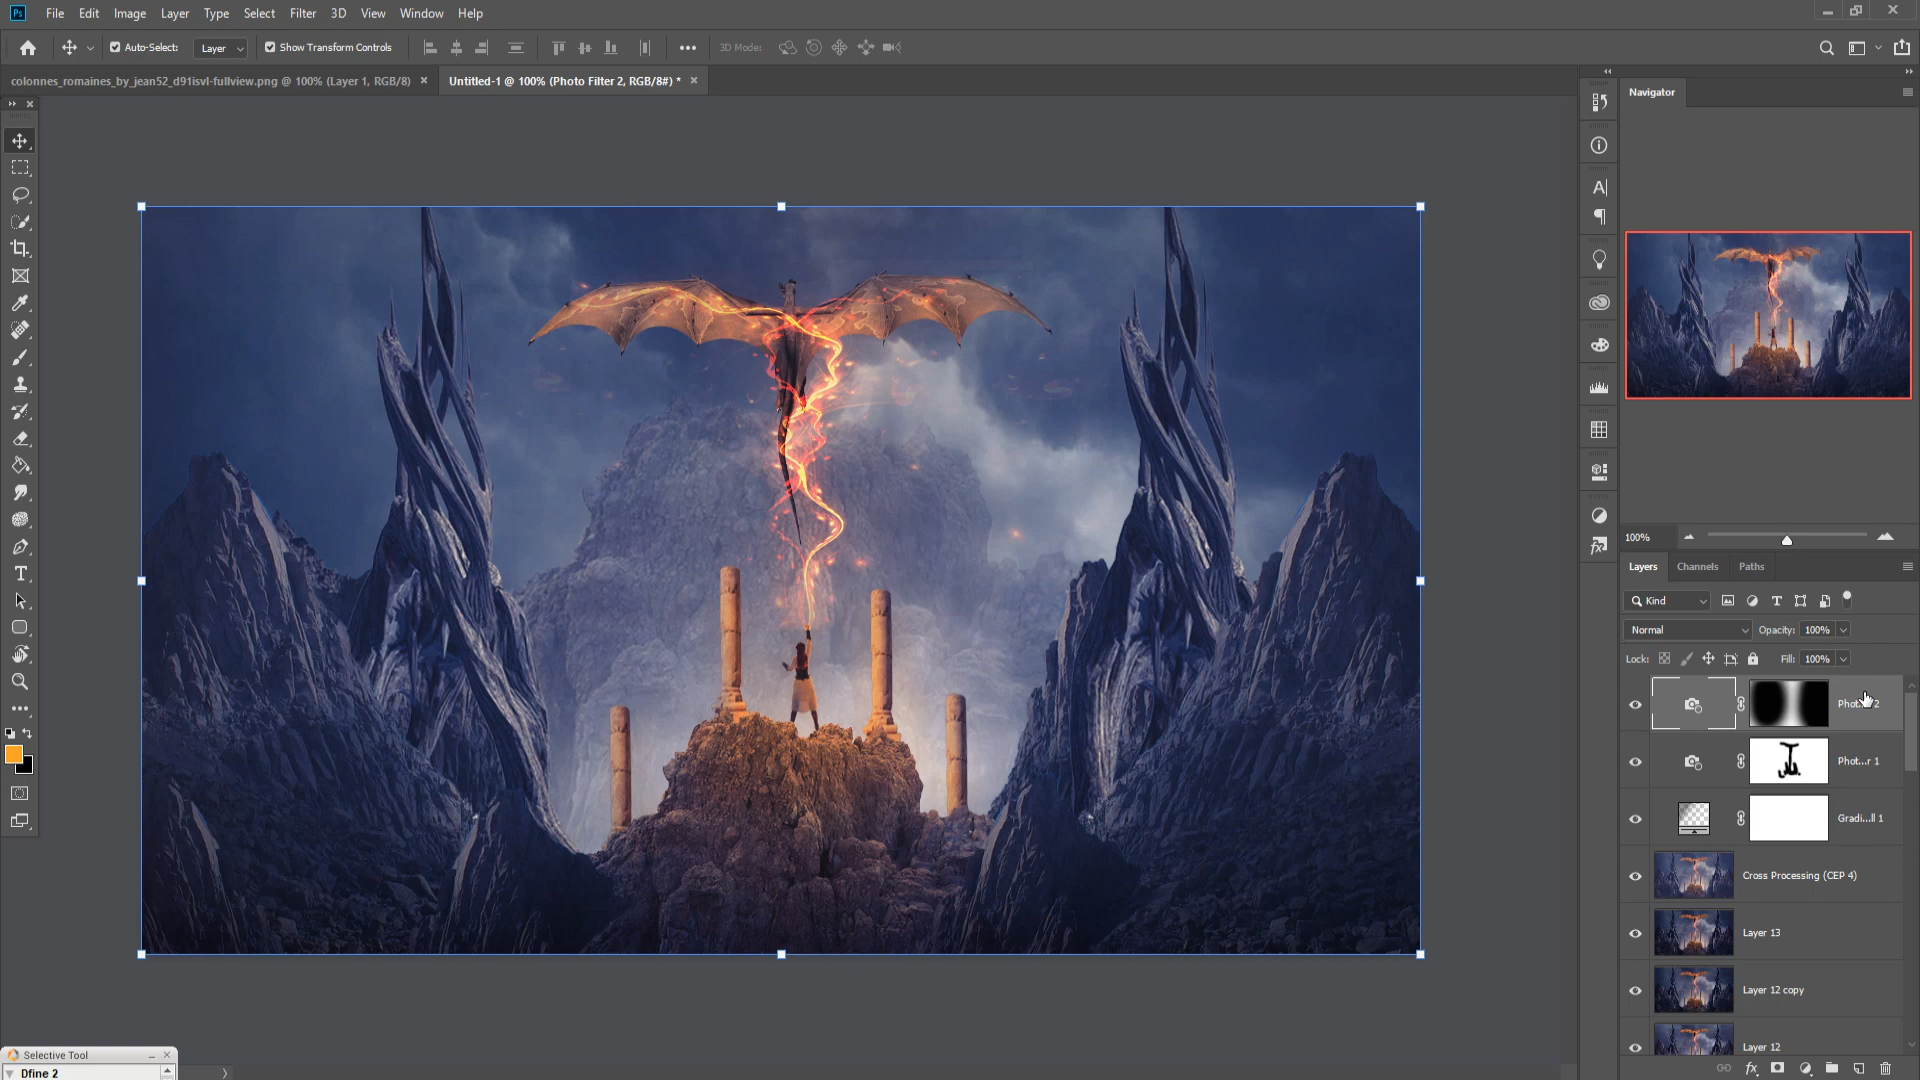 Ps File Edit Image Layer Type Select Filter 3D View Window Help
Auto-Select: Layer Show Transform Controls 3D Mode:
colonnes_romaines_by_jean52_d91isvl-fullview.png @ 100% (Layer 1, RGB/8) Untitled-1 @ 100% (Photo Filter 2, RGB/8#) *
Navigator
100%
Layers Channels Paths
Kind
Normal Opacity: 100%
Lock: Fill: 100%
Phot... 2
Phot...r 1
Gradi...ll 1
Cross Processing (CEP 4)
Layer 13
Layer 12 copy
Layer 12
Selective Tool
Dfine 2